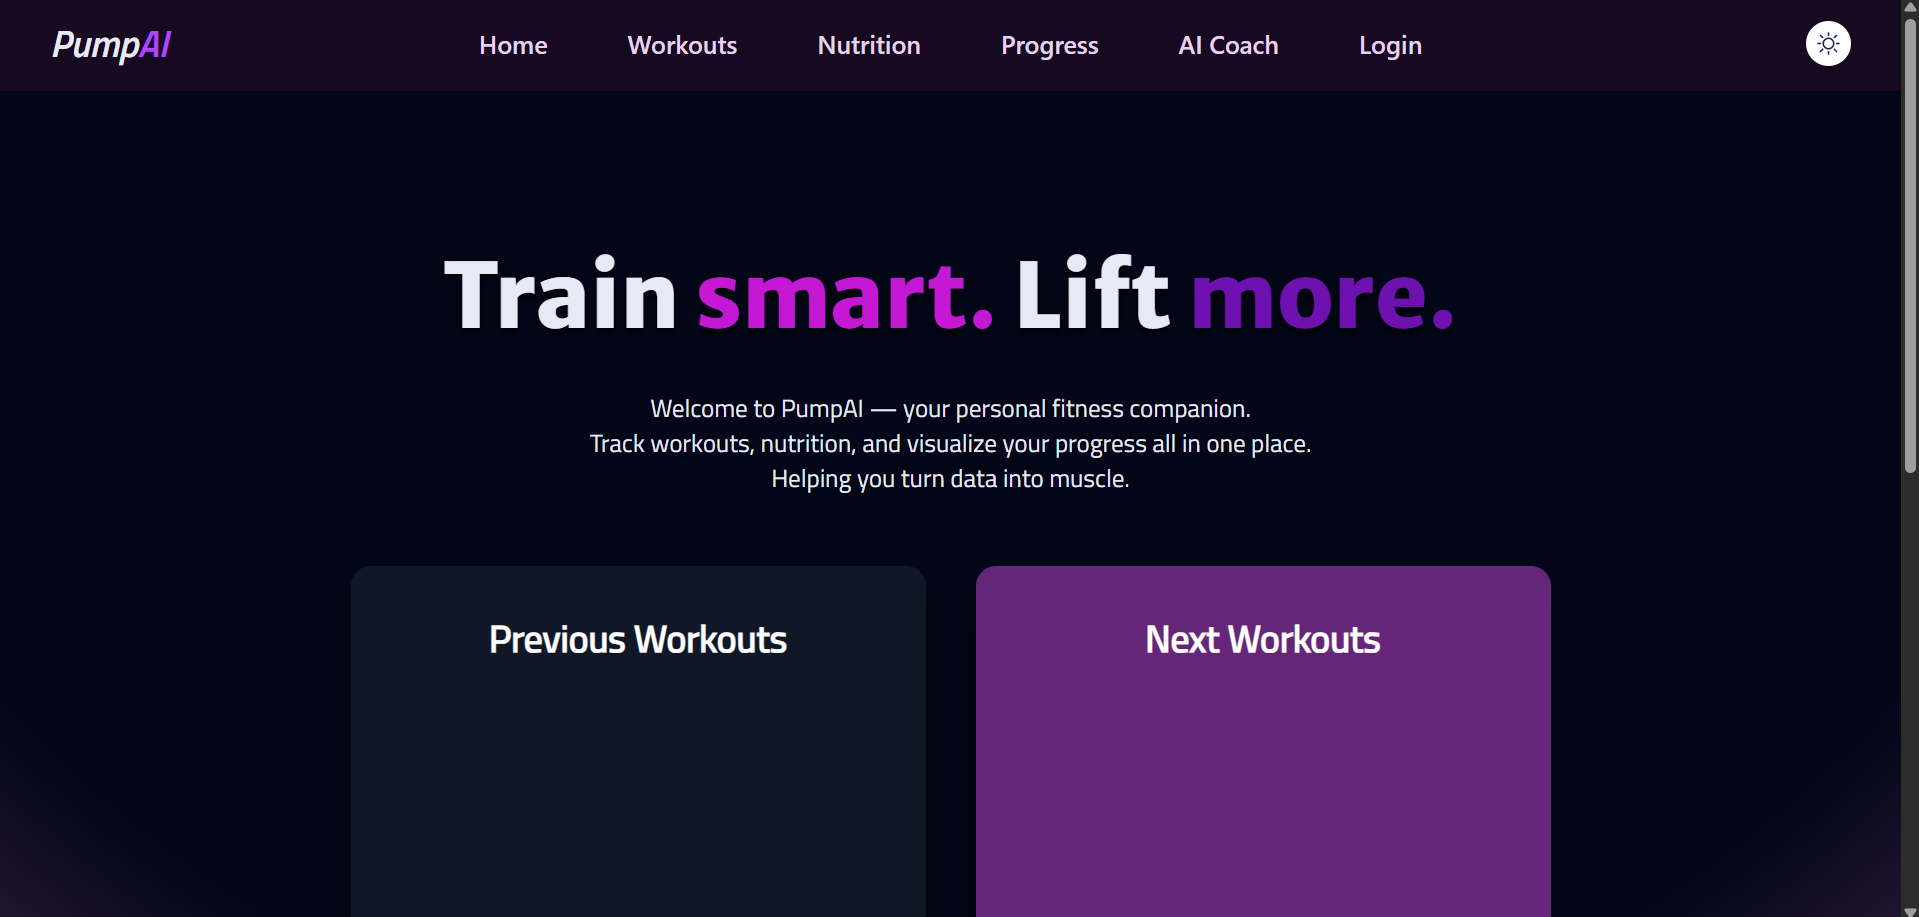 PumpAI
Home
Workouts
Nutrition
Progress
AI Coach
Login
Train smart. Lift more.
Welcome to PumpAI — your personal fitness companion.
Track workouts, nutrition, and visualize your progress all in one place.
Helping you turn data into muscle.
Previous Workouts
Next Workouts